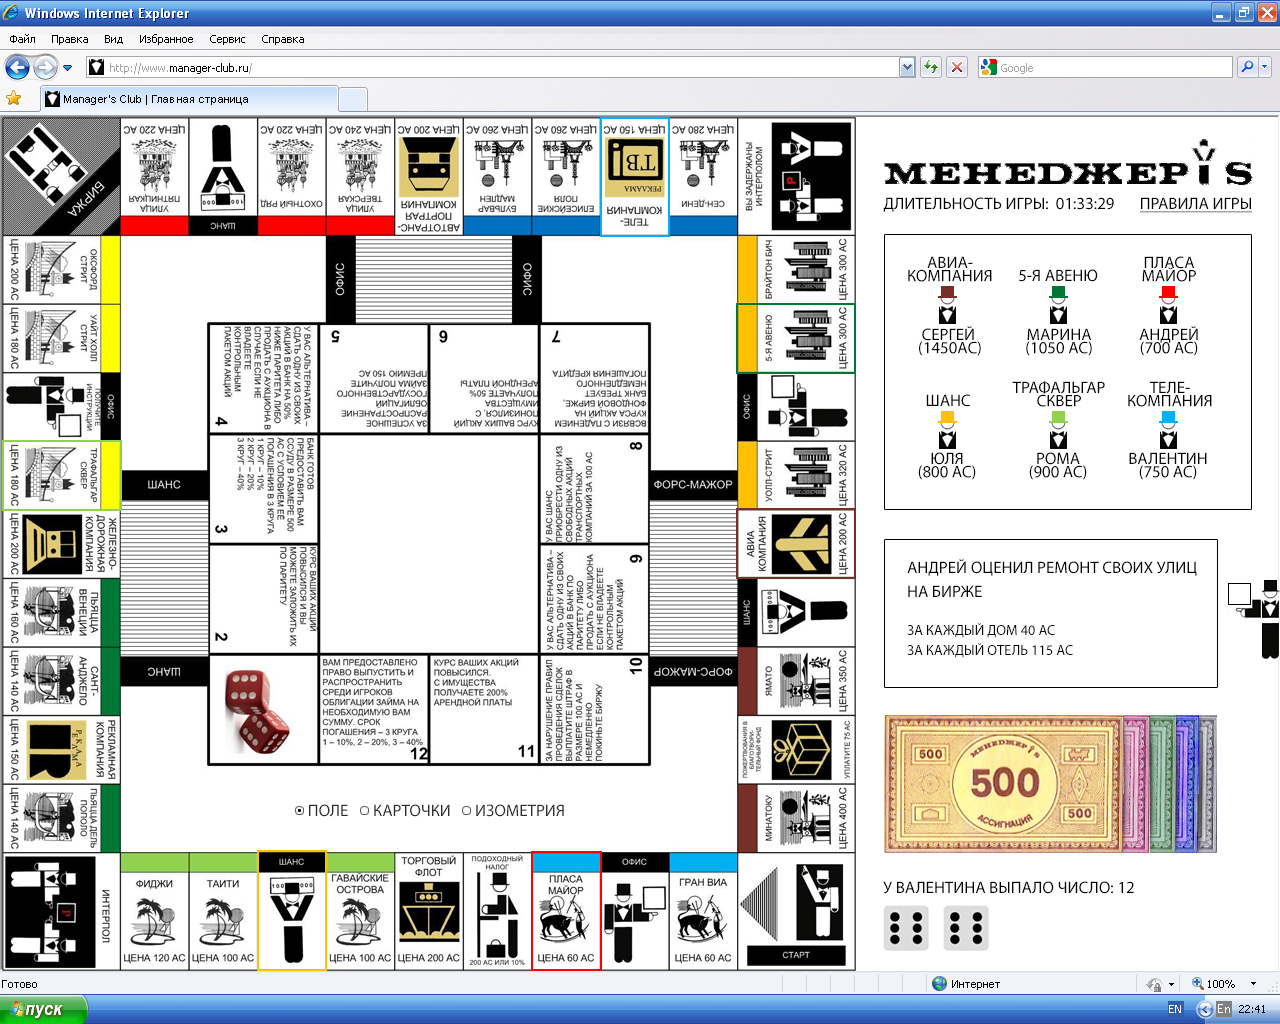 Windows Internet Explorer
Файл Правка Вид Избранное Сервис Справка
http://www.manager-club.ru/
Google
Manager's Club | Главная страница
БИРЖА
ЦЕНА 220 АС
УЛИЦА ПЯТНИЦКАЯ
ШАНС
ЦЕНА 220 АС
ОХОТНЫЙ РЯД
ЦЕНА 240 АС
УЛИЦА ТВЕРСКАЯ
ЦЕНА 200 АС
АВТОТРАНС-
ПОРТНАЯ
КОМПАНИЯ
ЦЕНА 260 АС
БУЛЬВАР
МАДЛЕН
ЦЕНА 260 АС
ЕЛИСЕЙСКИЕ
ПОЛЯ
ЦЕНА 150 АС
ТВ
РЕКЛАМА
ТЕЛЕ-
КОМПАНИЯ
ЦЕНА 280 АС
СЕН-ДЕНИ
ВЫ ЗАДЕРЖАНЫ
ИНТЕРПОЛОМ
Р
ЦЕНА 200 АС
ОКСФОРД
СТРИТ
ЦЕНА 180 АС
УАЙТ ХОЛЛ
СТРИТ
ПОЛУЧИТЕ
ИНСТРУКЦИИ
ОФИС
ЦЕНА 180 АС
ТРАФАЛЬГАР
СКВЕР
ЦЕНА 200 АС
ЖЕЛЕЗНО-
ДОРОЖНАЯ
КОМПАНИЯ
ЦЕНА 160 АС
ПЬЯЦЦА
ВЕНЕЦИИ
ЦЕНА 140 АС
САНТ-
АНДЖЕЛО
ЦЕНА 150 АС
РЕКЛАМА
РЕКЛАМНАЯ
КОМПАНИЯ
ЦЕНА 140 АС
ПЬЯЦЦА ДЕЛЬ
ПОПОЛО
ОФИС
ОФИС
ШАНС
ФОРС-МАЖОР
ШАНС
ФОРС-МАЖОР
4
У ВАС АЛЬТЕРНАТИВА –
СДАТЬ ОДНУ ИЗ СВОИХ
АКЦИЙ В БАНК НА 50%
НИЖЕ ПАРИТЕТА ЛИБО
ПРОДАТЬ С АУКЦИОНА В
СЛУЧАЕ ЕСЛИ НЕ
ВЛАДЕЕТЕ
КОНТРОЛЬНЫМ
ПАКЕТОМ АКЦИЙ
5
ЗА УСПЕШНОЕ
РАСПРОСТРАНЕНИЕ
ОБЛИГАЦИЙ
ГОСУДАРСТВЕННОГО
ЗАЙМА ПОЛУЧИТЕ
ПРЕМИЮ 150 АС
6
КУРС ВАШИХ АКЦИЙ
ПОНИЗИЛСЯ. С
ИМУЩЕСТВА
ПОЛУЧАЕТЕ 50%
АРЕНДНОЙ ПЛАТЫ
7
В СВЯЗИ С ПАДЕНИЕМ
КУРСА АКЦИЙ НА
ФОНДОВОЙ БИРЖЕ,
БАНК ТРЕБУЕТ
НЕМЕДЛЕННОГО
ПОГАШЕНИЯ КРЕДИТА
3
БАНК ГОТОВ
ПРЕДОСТАВИТЬ ВАМ
ССУДУ В РАЗМЕРЕ 500
АС С УСЛОВИЕМ ЕЁ
ПОГАШЕНИЯ В 3 КРУГА
1 КРУГ – 10%
2 КРУГ – 20%
3 КРУГ – 40%
8
У ВАС ШАНС
ПРИОБРЕСТИ ОДНУ ИЗ
СВОБОДНЫХ АКЦИЙ
ТРАНСПОРТНЫХ
КОМПАНИЙ ЗА 100 АС
2
КУРС ВАШИХ АКЦИЙ
ПОВЫСИЛСЯ И ВЫ
МОЖЕТЕ ЗАЛОЖИТЬ ИХ
ПО ПАРИТЕТУ
9
У ВАС АЛЬТЕРНАТИВА –
СДАТЬ ОДНУ ИЗ СВОИХ
АКЦИЙ В БАНК ПО
ПАРИТЕТУ ЛИБО
ПРОДАТЬ С АУКЦИОНА
ЕСЛИ НЕ ВЛАДЕЕТЕ
КОНТРОЛЬНЫМ
ПАКЕТОМ АКЦИЙ
ВАМ ПРЕДОСТАВЛЕНО
ПРАВО ВЫПУСТИТЬ И
РАСПРОСТРАНИТЬ
СРЕДИ ИГРОКОВ
ОБЛИГАЦИИ ЗАЙМА НА
НЕОБХОДИМУЮ ВАМ
СУММУ. СРОК
ПОГАШЕНИЯ – 3 КРУГА
1 – 10%, 2 – 20%, 3 – 40%
12
КУРС ВАШИХ АКЦИЙ
ПОВЫСИЛСЯ.
С ИМУЩЕСТВА
ПОЛУЧАЕТЕ 200%
АРЕНДНОЙ ПЛАТЫ
11
10
ЗА НАРУШЕНИЕ ПРАВИЛ
ПРОВЕДЕНИЯ СДЕЛОК
ВЫПЛАТИТЕ ШТРАФ В
РАЗМЕРЕ 100 АС И
НЕМЕДЛЕННО
ПОКИНЬТЕ БИРЖУ
ПОЛЕ КАРТОЧКИ ИЗОМЕТРИЯ
БРАЙТОН БИЧ
ЦЕНА 300 АС
5-Я АВЕНЮ
ЦЕНА 300 АС
ОФИС
УОЛЛ-СТРИТ
ЦЕНА 320 АС
АВИА
КОМПАНИЯ
ЦЕНА 200 АС
ШАНС
ЯМАТО
ЦЕНА 350 АС
ПОЖЕРТВОВАНИЯ В
БЛАГОТВОРИ-
ТЕЛЬНЫЙ ФОНД
УПЛАТИТЕ 75 АС
МИНАТОКУ
ЦЕНА 400 АС
ИНТЕРПОЛ
Р
ФИДЖИ
ЦЕНА 120 АС
ТАИТИ
ЦЕНА 100 АС
ШАНС
ГАВАЙСКИЕ
ОСТРОВА
ЦЕНА 100 АС
ТОРГОВЫЙ
ФЛОТ
ЦЕНА 200 АС
ПОДОХОДНЫЙ
НАЛОГ
200 АС ИЛИ 10%
ПЛАСА
МАЙОР
ЦЕНА 60 АС
ОФИС
ГРАН ВИА
ЦЕНА 60 АС
СТАРТ
МЕНЕДЖЕР'S
ДЛИТЕЛЬНОСТЬ ИГРЫ: 01:33:29 ПРАВИЛА ИГРЫ
АВИА-
КОМПАНИЯ
СЕРГЕЙ
(1450АС)
5-Я АВЕНЮ
МАРИНА
(1050 АС)
ПЛАСА
МАЙОР
АНДРЕЙ
(700 АС)
ШАНС
ЮЛЯ
(800 АС)
ТРАФАЛЬГАР
СКВЕР
РОМА
(900 АС)
ТЕЛЕ-
КОМПАНИЯ
ВАЛЕНТИН
(750 АС)
АНДРЕЙ ОЦЕНИЛ РЕМОНТ СВОИХ УЛИЦ
НА БИРЖЕ
ЗА КАЖДЫЙ ДОМ 40 АС
ЗА КАЖДЫЙ ОТЕЛЬ 115 АС
МЕНЕДЖЕР'S
500
500
АССИГНАЦИЯ
500
У ВАЛЕНТИНА ВЫПАЛО ЧИСЛО: 12
Готово
Интернет
100%
пуск
EN
En
22:41